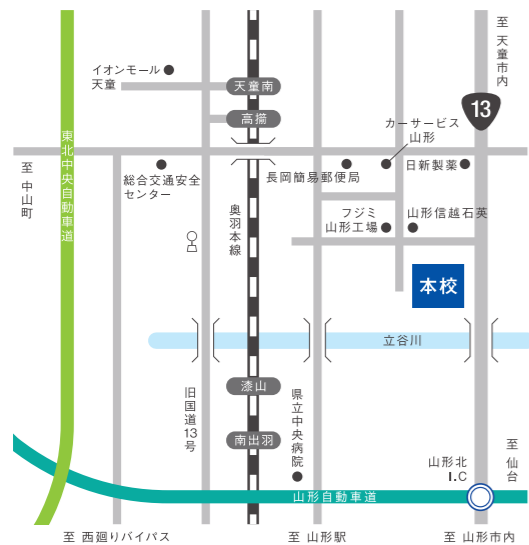 至 天童市内
イオンモール
天童
天童南
13
高擶
カーサービス
山形
東北中央自動車道
至 中山町
総合交通安全
センター
長岡簡易郵便局
日新製薬
奥羽本線
フジミ
山形工場
山形信越石英
本校
立谷川
漆山
旧国道13号
県立中央病院
南出羽
至 仙台
山形北
I.C
山形自動車道
至 西廻りバイパス
至 山形駅
至 山形市内